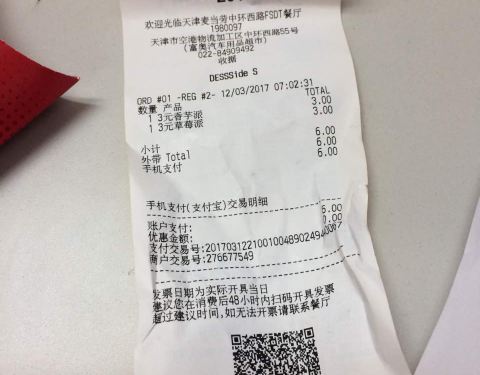 欢迎光临天津麦当劳中环西路FSDT餐厅
1980097
天津市空港物流加工区中环西路55号
(富奥汽车用品超市)
022-84909492
收据
DESSSide S
ORD #01 -REG #2- 12/03/2017 07:02:31
数量 产品 TOTAL
1 3元香芋派 3.00
1 3元草莓派 3.00
小计 6.00
外带 Total 6.00
手机支付 6.00
手机支付(支付宝)交易明细
账户支付: 6.00
优惠金额:
支付交易号:
商户交易号:276677549
发票日期为实际开具当日
建议您在消费后48小时内扫码开具发票
超过建议时间,如无法开票请联系餐厅